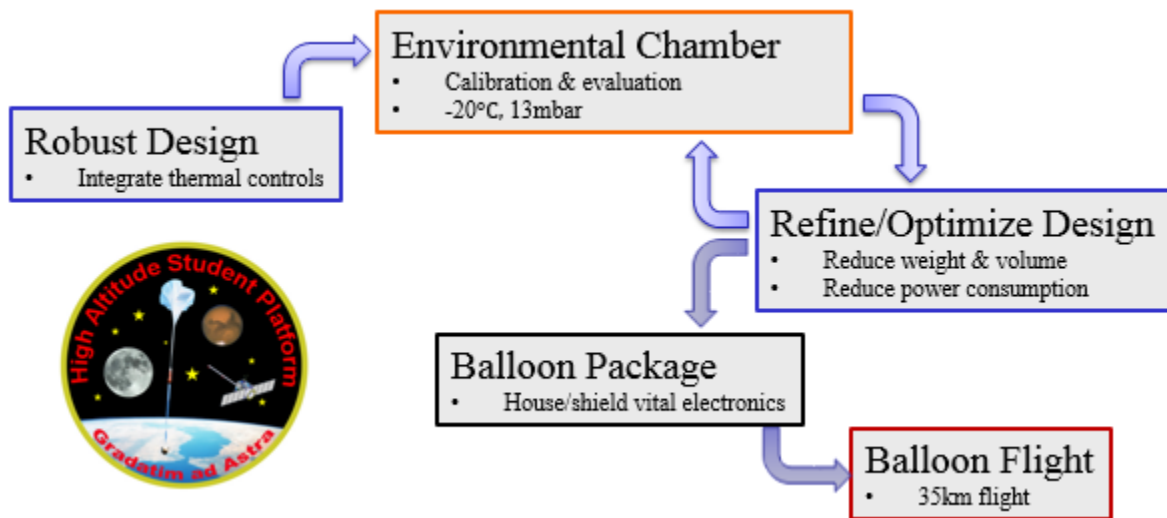 Environmental Chamber
• Calibration & evaluation
• -20°C, 13mbar
Robust Design
• Integrate thermal controls
Refine/Optimize Design
• Reduce weight & volume
• Reduce power consumption
High Altitude Student Platform
Gradatim ad Astra
Balloon Package
• House/shield vital electronics
Balloon Flight
• 35km flight